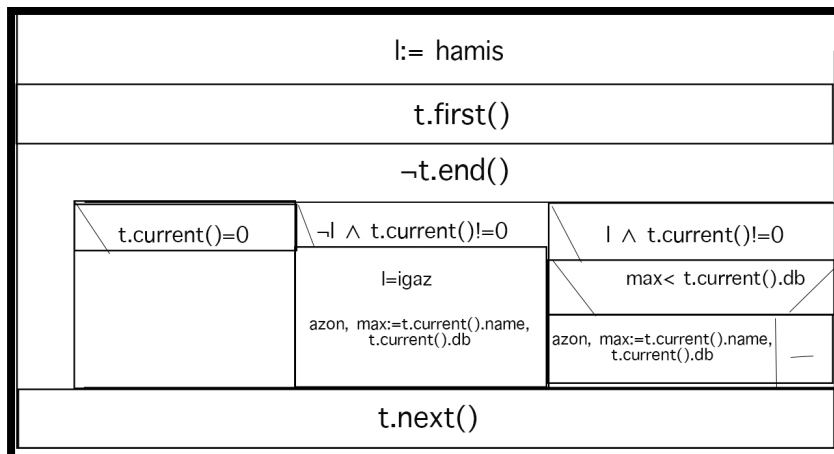 l:= hamis
t.first()
¬t.end()
t.current()=0
¬l ∧ t.current()!=0
l ∧ t.current()!=0
l=igaz
azon, max:=t.current().name,
t.current().db
max< t.current().db
azon, max:=t.current().name,
t.current().db
—
t.next()